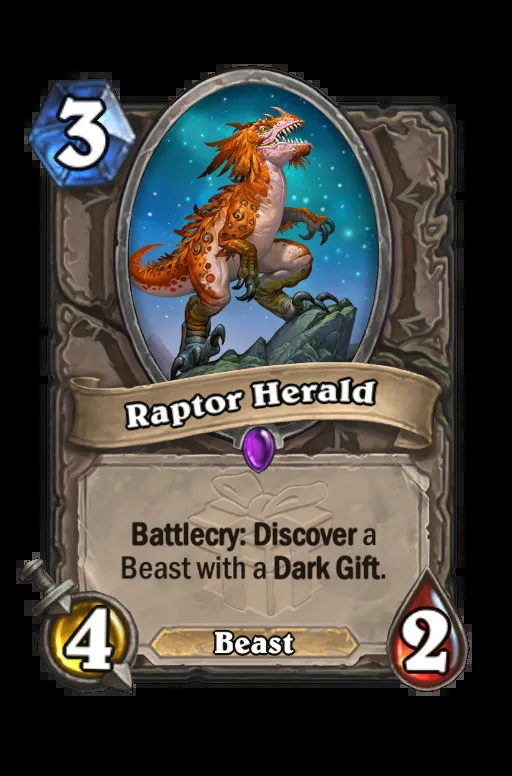 3
Raptor Herald
Battlecry: Discover a
Beast with a Dark Gift.
4
Beast
2